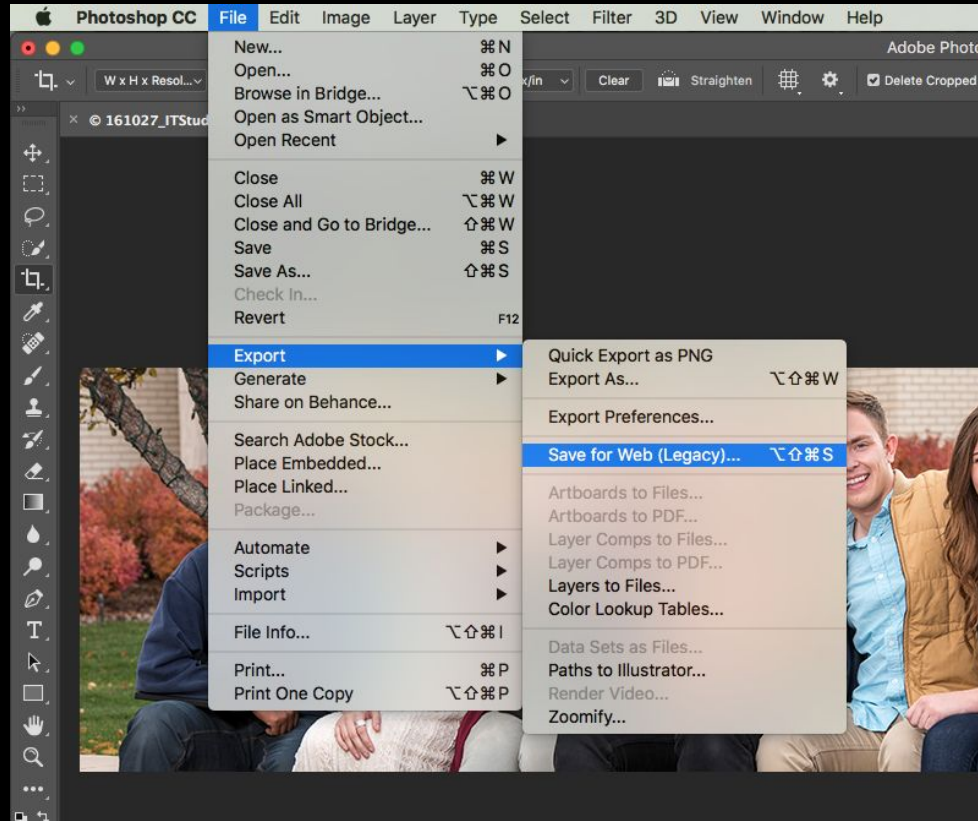 Photoshop CC File Edit Image Layer Type Select Filter 3D View Window Help
Adobe Photo
W x H x Resol... x/in Clear Straighten Delete Cropped
© 161027_ITStud
New... ⌘N
Open... ⌘O
Browse in Bridge... ⌥⌘O
Open as Smart Object...
Open Recent ▶
Close ⌘W
Close All ⌥⌘W
Close and Go to Bridge... ⇧⌘W
Save ⌘S
Save As... ⇧⌘S
Check In...
Revert F12
Export ▶
Generate ▶
Share on Behance...
Search Adobe Stock...
Place Embedded...
Place Linked...
Package...
Automate ▶
Scripts ▶
Import ▶
File Info... ⌥⇧⌘I
Print... ⌘P
Print One Copy ⌥⇧⌘P
Quick Export as PNG
Export As... ⌥⇧⌘W
Export Preferences...
Save for Web (Legacy)... ⌥⇧⌘S
Artboards to Files...
Artboards to PDF...
Layer Comps to Files...
Layer Comps to PDF...
Layers to Files...
Color Lookup Tables...
Data Sets as Files...
Paths to Illustrator...
Render Video...
Zoomify...